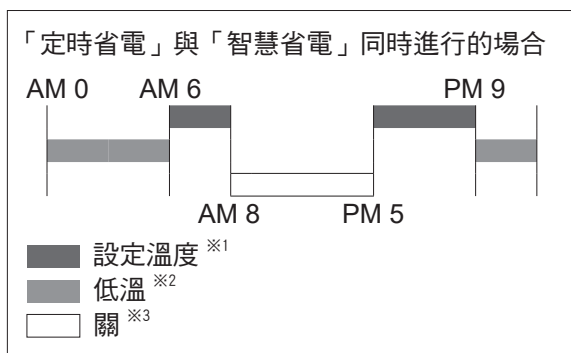 「定時省電」與「智慧省電」同時進行的場合
AM 0 AM 6 PM 9
AM 8 PM 5
設定溫度 ※1
低溫 ※2
關 ※3